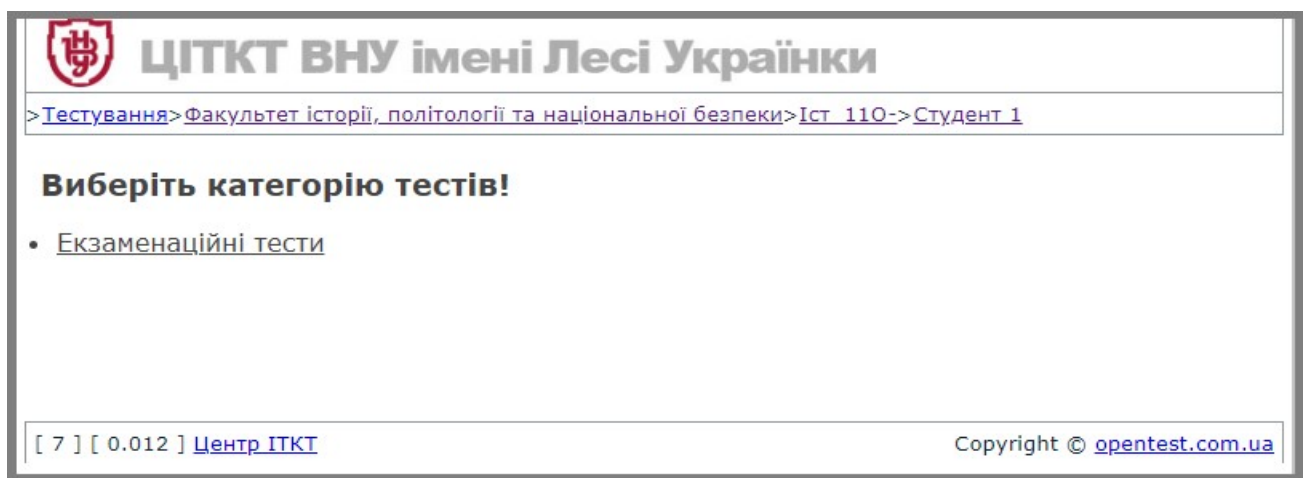 ЦІТКТ ВНУ імені Лесі Українки
>Тестування>Факультет історії, політології та національної безпеки>Іст_11О->Студент 1
Виберіть категорію тестів!
• Екзаменаційні тести
[ 7 ] [ 0.012 ] Центр ІТКТ Copyright © opentest.com.ua